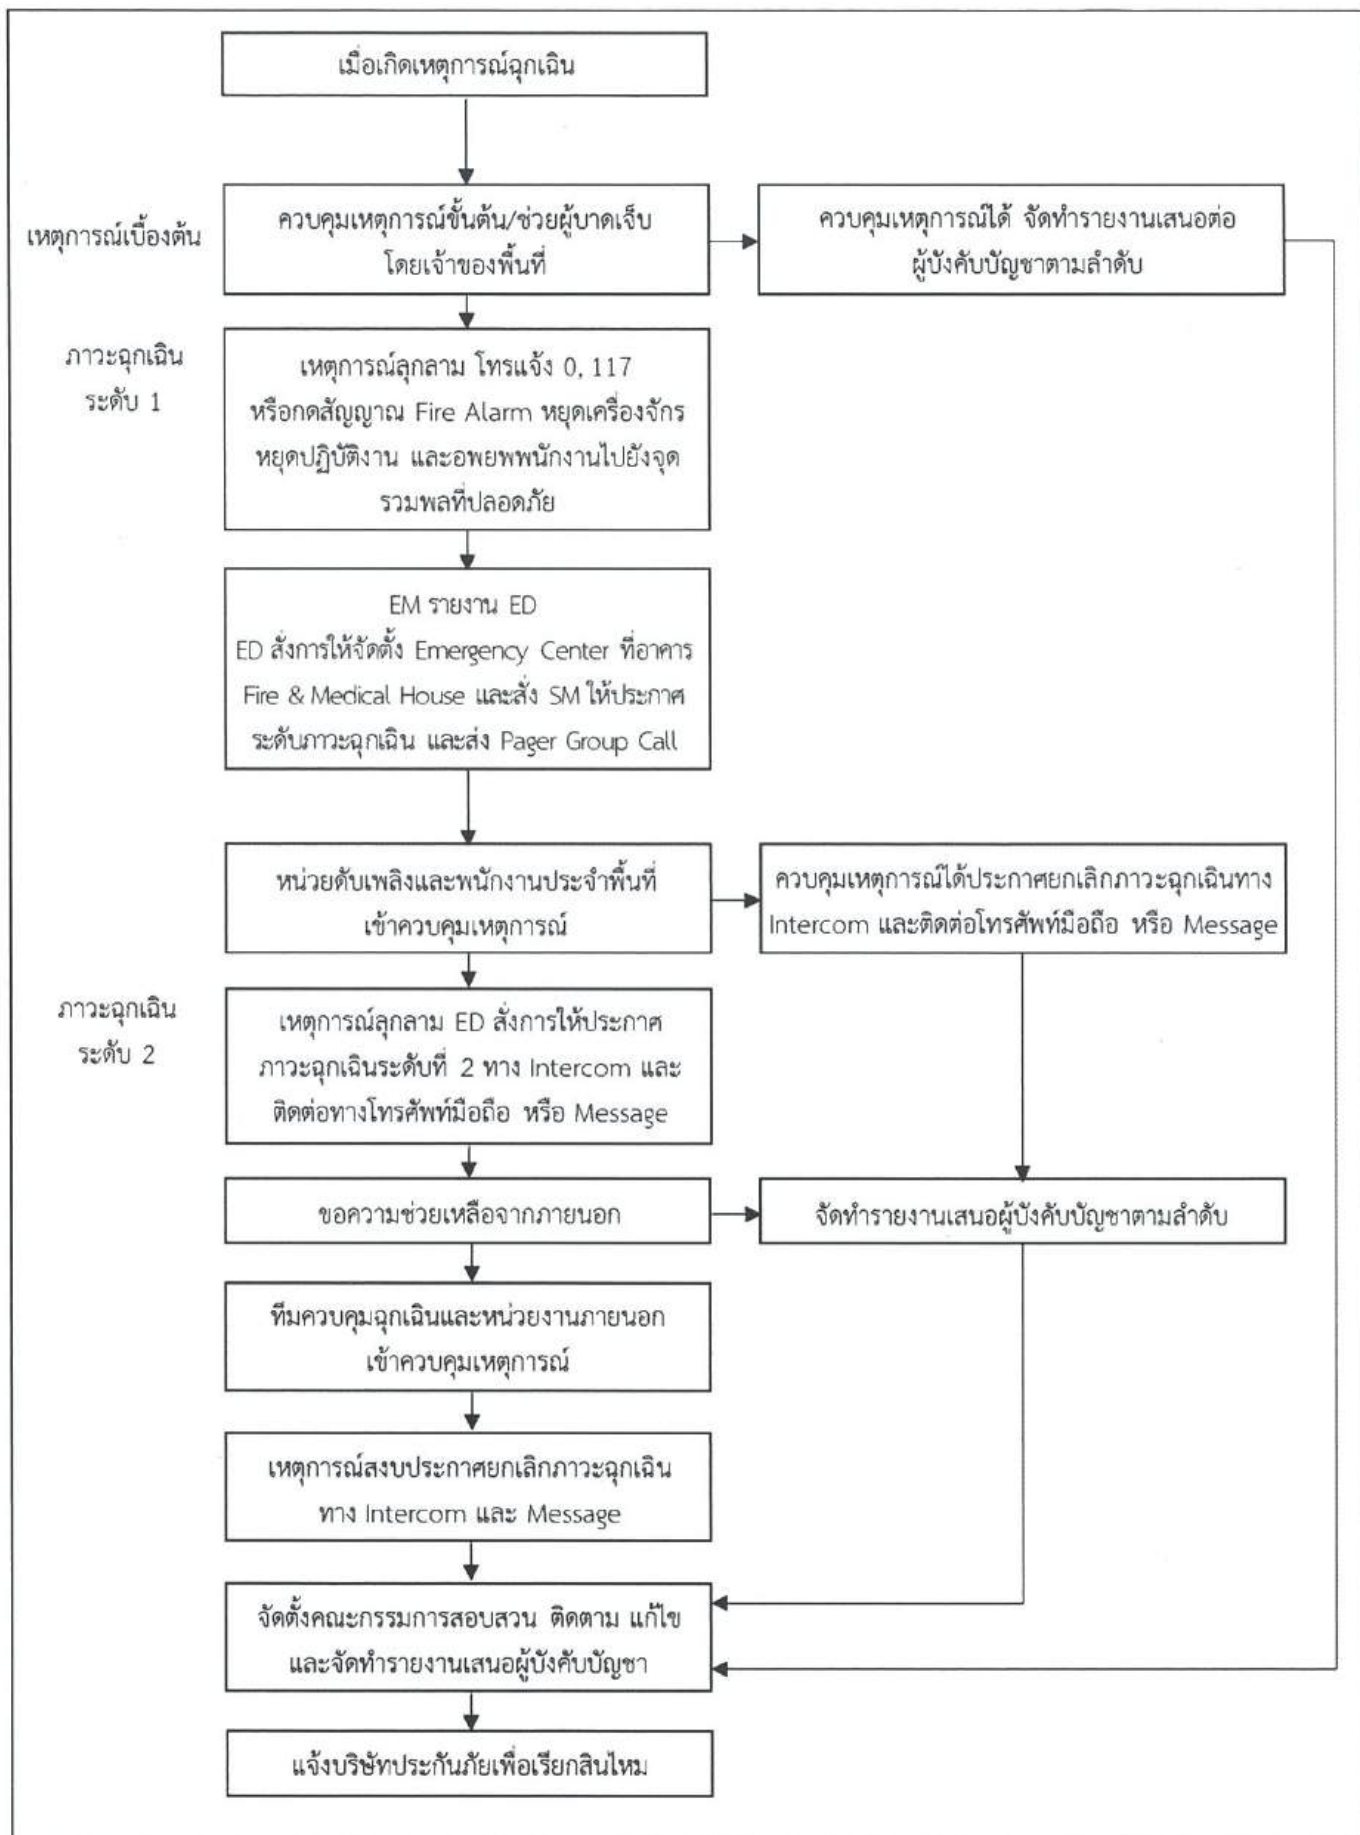 เมื่อเกิดเหตุการณ์ฉุกเฉิน
เหตุการณ์เบื้องต้น
ควบคุมเหตุการณ์ขั้นต้น/ช่วยผู้บาดเจ็บ
โดยเจ้าของพื้นที่
ควบคุมเหตุการณ์ได้ จัดทำรายงานเสนอต่อ
ผู้บังคับบัญชาตามลำดับ
ภาวะฉุกเฉิน
ระดับ 1
เหตุการณ์ลุกลาม โทรแจ้ง 0, 117
หรือกดสัญญาณ Fire Alarm หยุดเครื่องจักร
หยุดปฏิบัติงาน และอพยพพนักงานไปยังจุด
รวมพลที่ปลอดภัย
EM รายงาน ED
ED สั่งการให้จัดตั้ง Emergency Center ที่อาคาร
Fire & Medical House และสั่ง SM ให้ประกาศ
ระดับภาวะฉุกเฉิน และส่ง Pager Group Call
หน่วยดับเพลิงและพนักงานประจำพื้นที่
เข้าควบคุมเหตุการณ์
ควบคุมเหตุการณ์ได้ประกาศยกเลิกภาวะฉุกเฉินทาง
Intercom และติดต่อโทรศัพท์มือถือ หรือ Message
ภาวะฉุกเฉิน
ระดับ 2
เหตุการณ์ลุกลาม ED สั่งการให้ประกาศ
ภาวะฉุกเฉินระดับที่ 2 ทาง Intercom และ
ติดต่อทางโทรศัพท์มือถือ หรือ Message
ขอความช่วยเหลือจากภายนอก
จัดทำรายงานเสนอผู้บังคับบัญชาตามลำดับ
ทีมควบคุมฉุกเฉินและหน่วยงานภายนอก
เข้าควบคุมเหตุการณ์
เหตุการณ์สงบประกาศยกเลิกภาวะฉุกเฉิน
ทาง Intercom และ Message
จัดตั้งคณะกรรมการสอบสวน ติดตาม แก้ไข
และจัดทำรายงานเสนอผู้บังคับบัญชา
แจ้งบริษัทประกันภัยเพื่อเรียกสินไหม